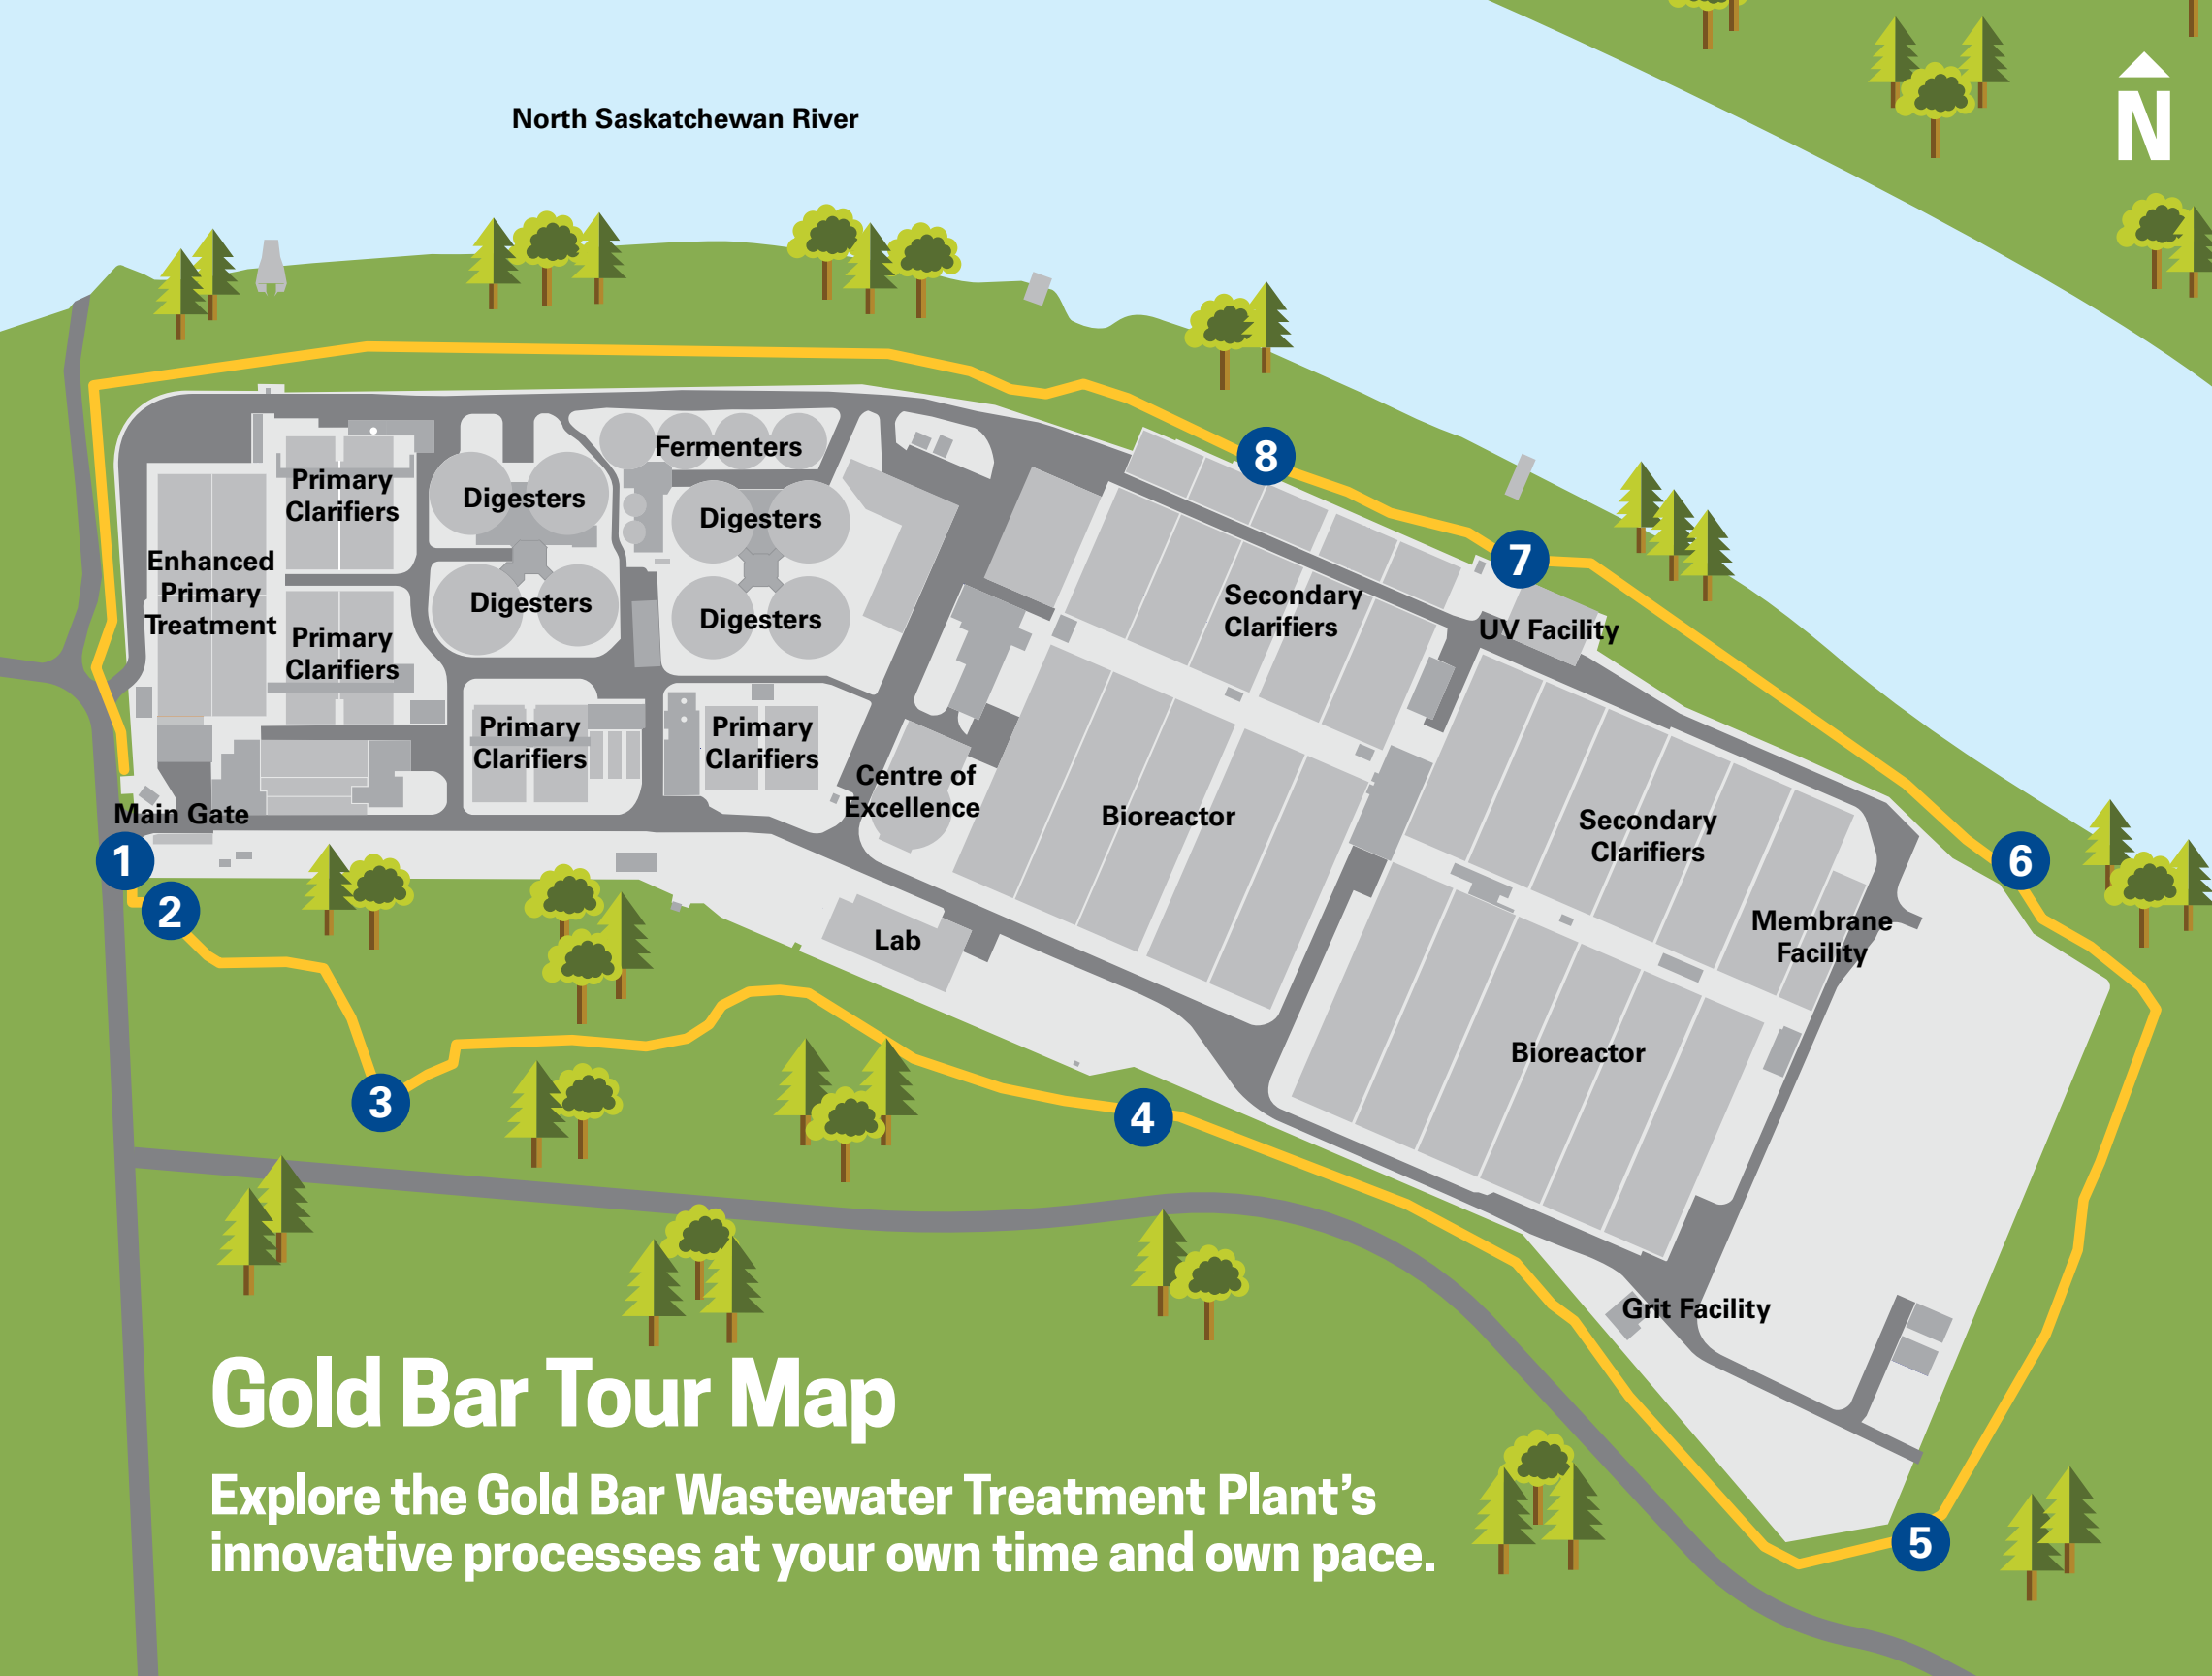 North Saskatchewan River
N
Fermenters
Primary
Clarifiers
Digesters
Digesters
8
7
Enhanced
Primary
Treatment
Primary
Clarifiers
Digesters
Digesters
Secondary
Clarifiers
UV Facility
Primary
Clarifiers
Primary
Clarifiers
Centre of
Excellence
Main Gate
Bioreactor
Secondary
Clarifiers
1
6
2
Lab
Membrane
Facility
3
4
Bioreactor
Grit Facility
Gold Bar Tour Map
Explore the Gold Bar Wastewater Treatment Plant’s
innovative processes at your own time and own pace.
5